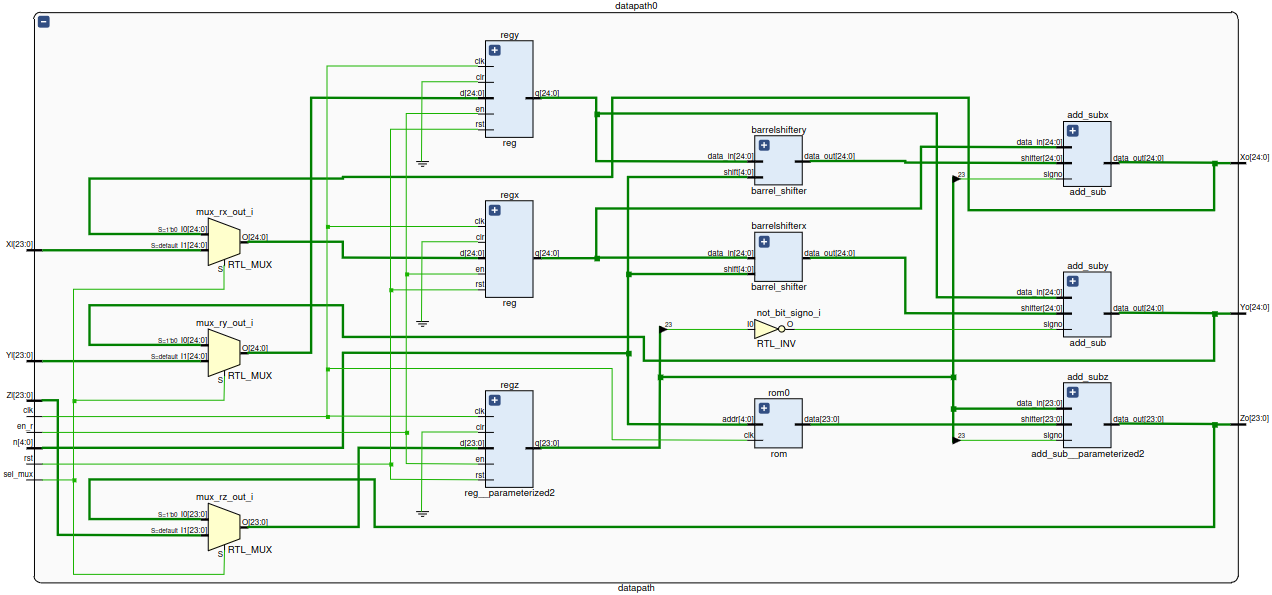 datapath0
regy
clk
clr
d[24:0]
q[24:0]
en
rst
reg
add_subx
data_in[24:0]
shifter[24:0]
data_out[24:0]
signo
23
add_sub
Xo[24:0]
barrelshiftery
data_in[24:0]
data_out[24:0]
shift[4:0]
barrel_shifter
regx
clk
clr
d[24:0]
q[24:0]
en
rst
reg
mux_rx_out_i
S=1'b0 I0[24:0]
O[24:0]
S=default I1[24:0]
S
RTL_MUX
Xi[23:0]
barrelshifterx
data_in[24:0]
data_out[24:0]
shift[4:0]
barrel_shifter
add_suby
data_in[24:0]
shifter[24:0]
data_out[24:0]
signo
add_sub
Yo[24:0]
not_bit_signo_i
23
I0
O
RTL_INV
mux_ry_out_i
S=1'b0 I0[24:0]
O[24:0]
S=default I1[24:0]
S
RTL_MUX
Yi[23:0]
Zi[23:0]
clk
en_r
n[4:0]
rst
sel_mux
regz
clk
clr
d[23:0]
q[23:0]
en
rst
reg__parameterized2
rom0
addr[4:0]
data[23:0]
clk
rom
add_subz
data_in[23:0]
shifter[23:0]
data_out[23:0]
signo
23
add_sub__parameterized2
Zo[23:0]
mux_rz_out_i
S=1'b0 I0[23:0]
O[23:0]
S=default I1[23:0]
S
RTL_MUX
datapath